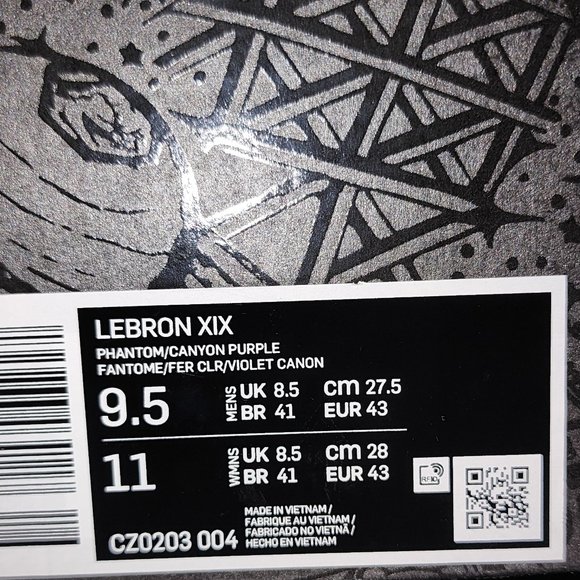 LEBRON XIX
PHANTOM/CANYON PURPLE
FANTOME/FER CLR/VIOLET CANON
9.5 MENS UK 8.5 CM 27.5
BR 41 EUR 43
11 WMNS UK 8.5 CM 28
BR 41 EUR 43
RFID
CZ0203 004
MADE IN VIETNAM/
FABRIQUE AU VIETNAM/
FABRICADO NO VIETNÃ/
HECHO EN VIETNAM